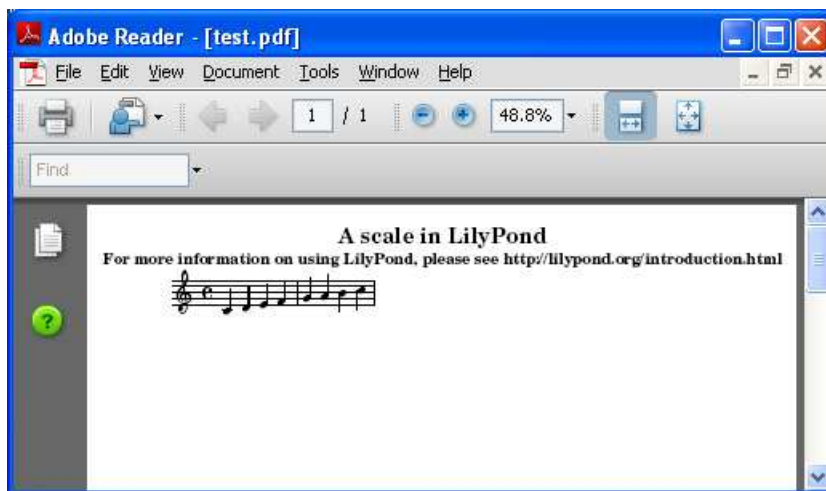 Adobe Reader - [test.pdf]
File Edit View Document Tools Window Help
1 / 1 48.8%
Find
A scale in LilyPond
For more information on using LilyPond, please see http://lilypond.org/introduction.html